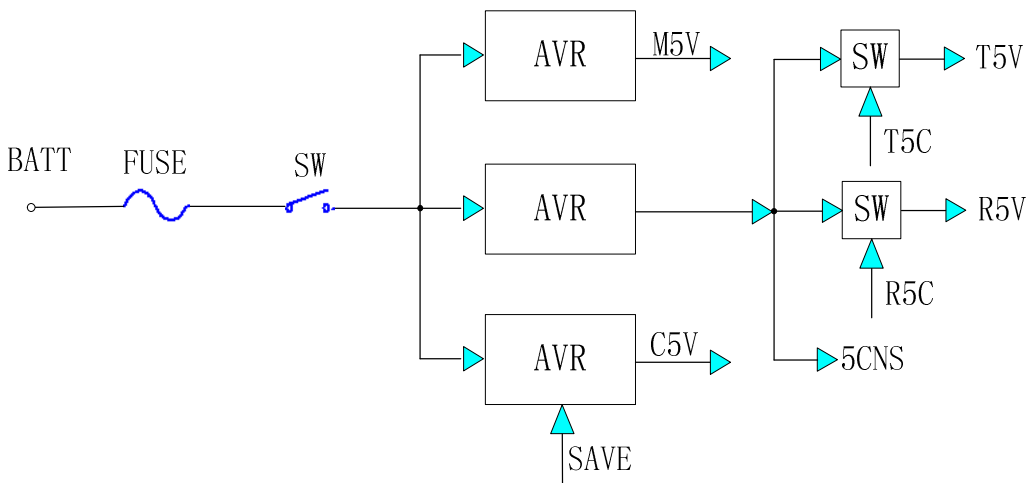 BATT
FUSE
SW
AVR
M5V
SW
T5V
T5C
AVR
SW
R5V
R5C
AVR
C5V
5CNS
SAVE